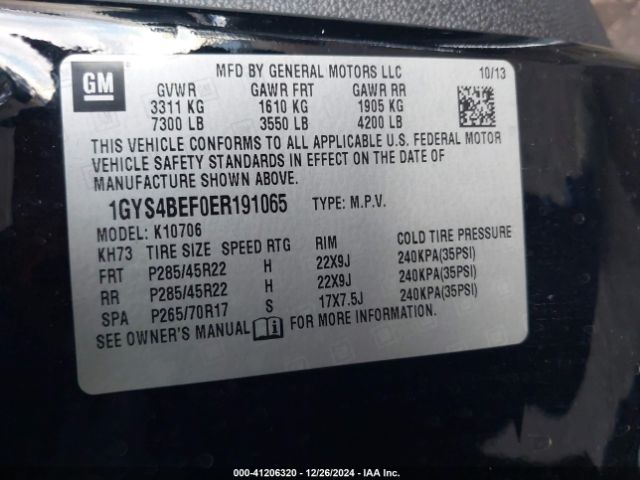 GM
MFD BY GENERAL MOTORS LLC 10/13
GVWR GAWR FRT GAWR RR
3311 KG 1610 KG 1905 KG
7300 LB 3550 LB 4200 LB
THIS VEHICLE CONFORMS TO ALL APPLICABLE U.S. FEDERAL MOTOR
VEHICLE SAFETY STANDARDS IN EFFECT ON THE DATE OF
MANUFACTURE SHOWN ABOVE.
1GYS4BEF0ER191065 TYPE: M.P.V.
MODEL: K10706
KH73 TIRE SIZE SPEED RTG RIM COLD TIRE PRESSURE
FRT P285/45R22 H 22X9J 240KPA(35PSI)
RR P285/45R22 H 22X9J 240KPA(35PSI)
SPA P265/70R17 S 17X7.5J 240KPA(35PSI)
SEE OWNER'S MANUAL FOR MORE INFORMATION.
000-41206320 - 12/26/2024 - IAA Inc.